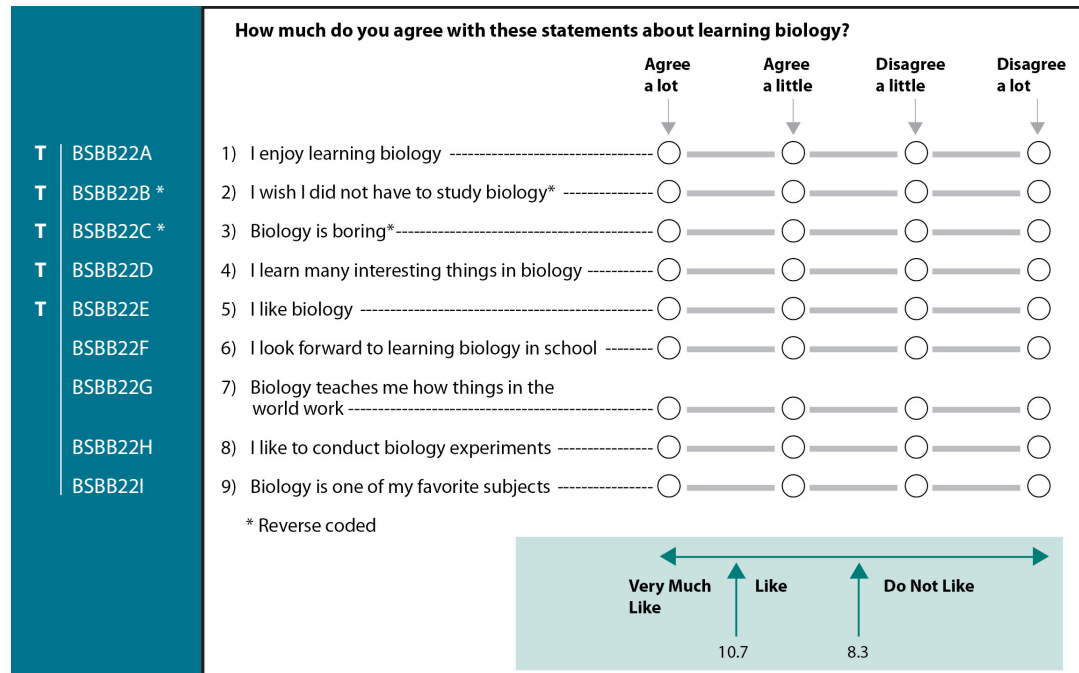 How much do you agree with these statements about learning biology?
Agree a lot
Agree a little
Disagree a little
Disagree a lot
T BSBB22A 1) I enjoy learning biology
T BSBB22B * 2) I wish I did not have to study biology*
T BSBB22C * 3) Biology is boring*
T BSBB22D 4) I learn many interesting things in biology
T BSBB22E 5) I like biology
BSBB22F 6) I look forward to learning biology in school
BSBB22G 7) Biology teaches me how things in the
world work
BSBB22H 8) I like to conduct biology experiments
BSBB22I 9) Biology is one of my favorite subjects
* Reverse coded
Very Much Like
Like
Do Not Like
10.7
8.3